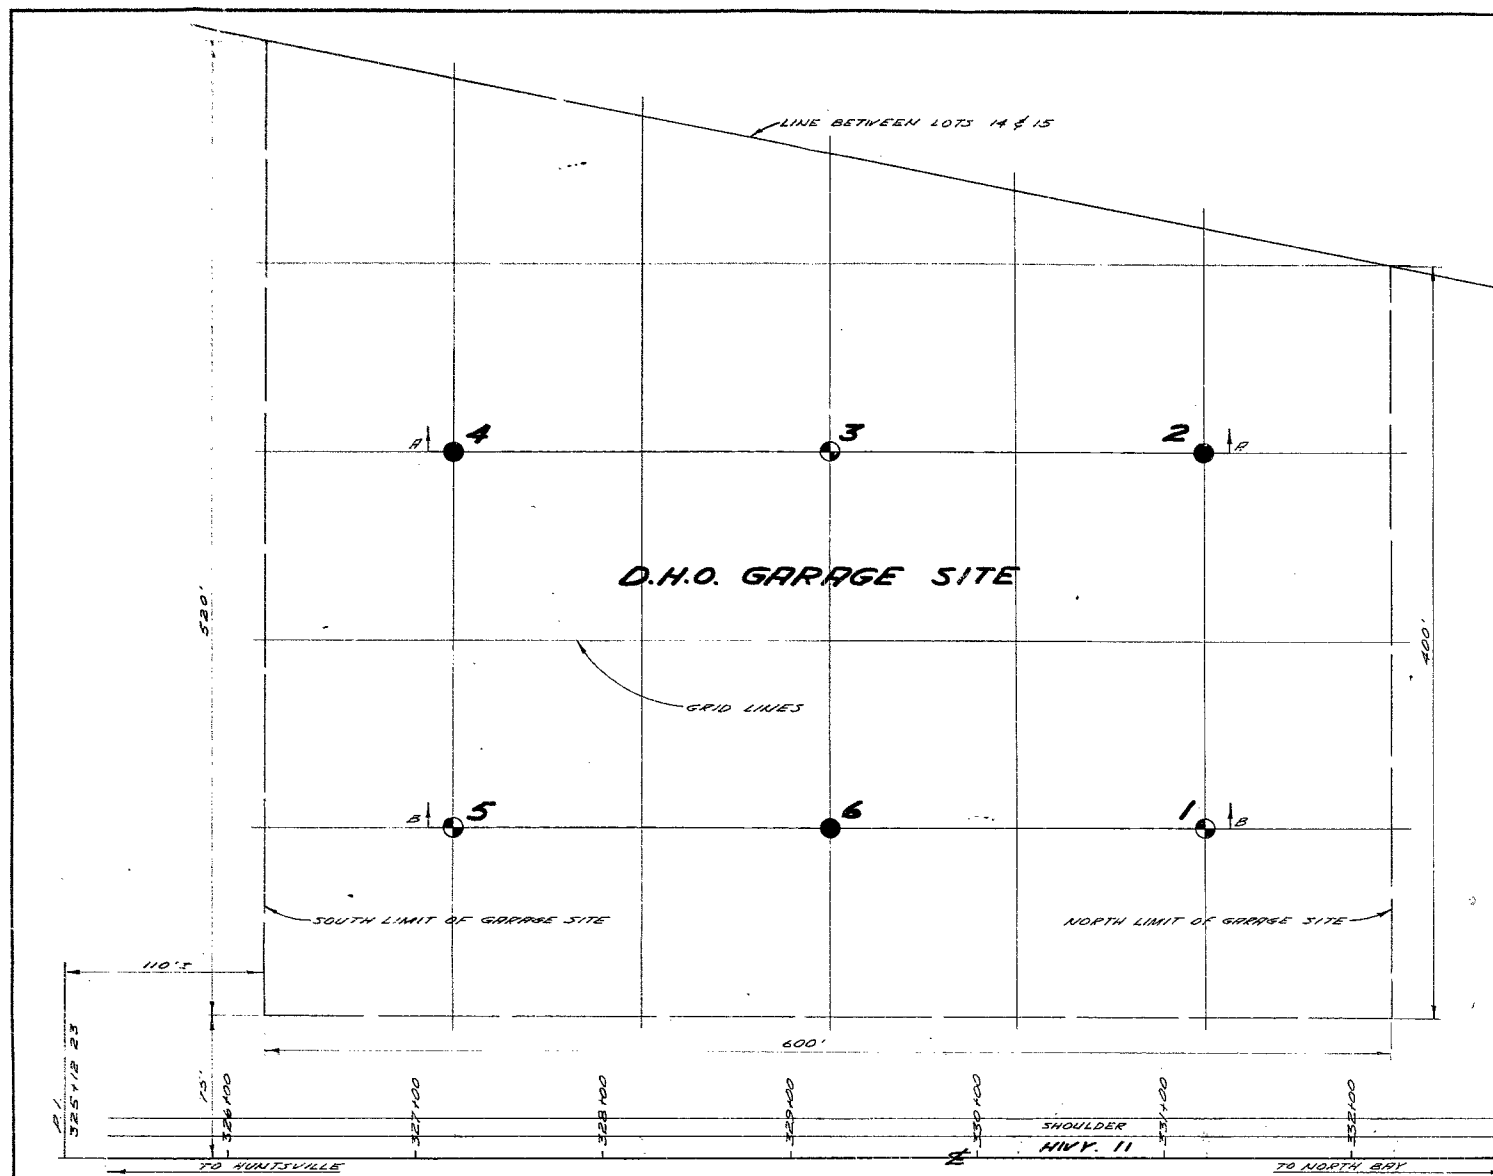 LINE BETWEEN LOTS 14 & 15
4
3
2
A
A
D.H.O. GARAGE SITE
520'
400'
GRID LINES
5
6
1
B
B
SOUTH LIMIT OF GARAGE SITE
NORTH LIMIT OF GARAGE SITE
110'±
600'
75'
P.I.
325+12 23
326+00
327+00
328+00
329+00
330+00
331+00
332+00
SHOULDER
HWY. 11
TO HUNTSVILLE
TO NORTH BAY